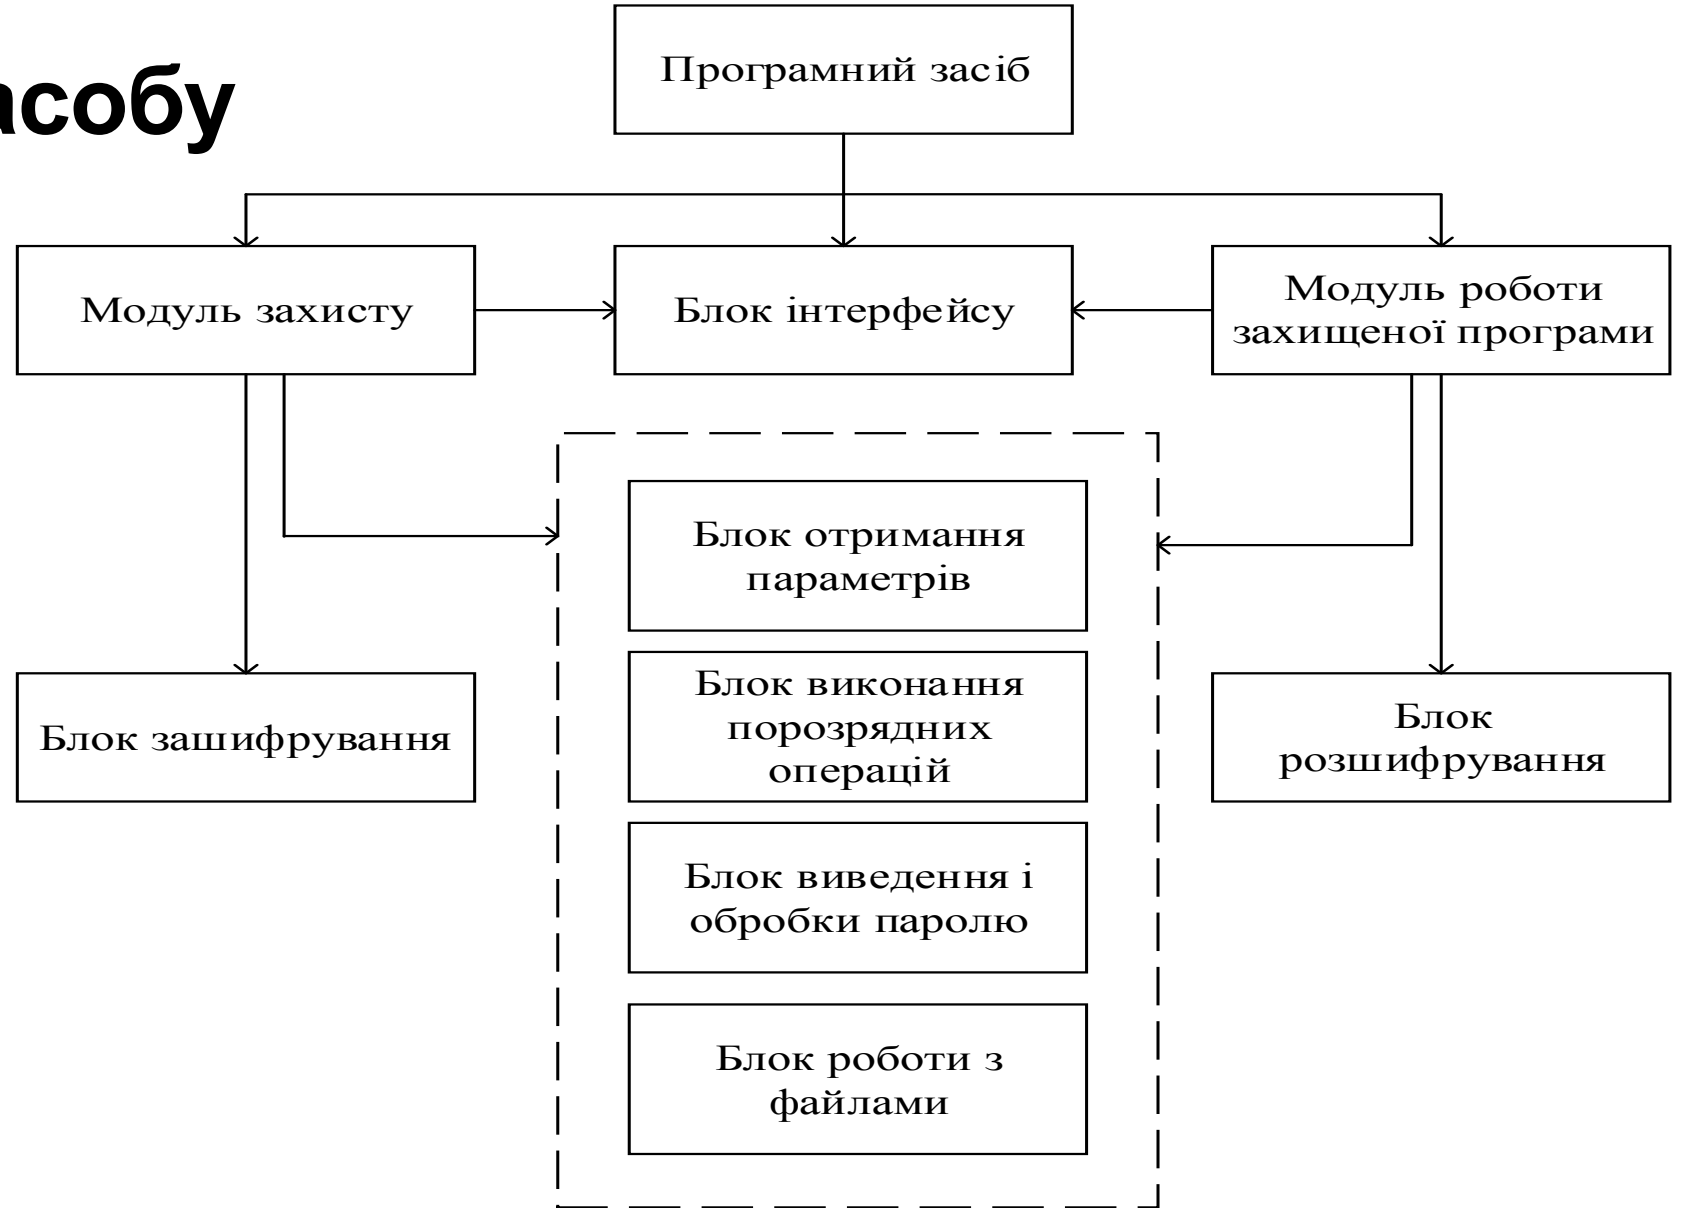 асобу
Програмний засіб
Модуль захисту
Блок інтерфейсу
Модуль роботи
захищеної програми
Блок отримання
параметрів
Блок виконання
порозрядних
операцій
Блок зашифрування
Блок
розшифрування
Блок виведення і
обробки паролю
Блок роботи з
файлами